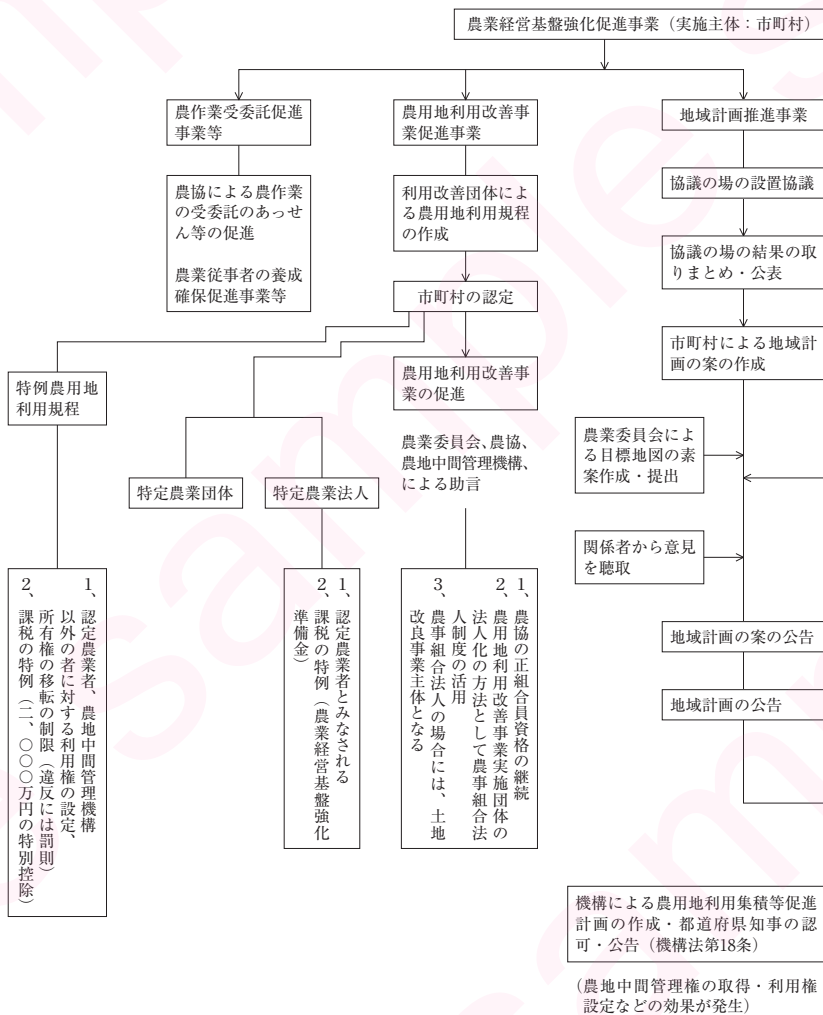 農業経営基盤強化促進事業（実施主体：市町村）
農作業受委託促進
事業等
農協による農作業
の受委託のあっせ
ん等の促進
農業従事者の養成
確保促進事業等
農用地利用改善事
業促進事業
利用改善団体によ
る農用地利用規程
の作成
市町村の認定
農用地利用改善事
業の促進
農業委員会、農協、
農地中間管理機構、
による助言
特例農用地
利用規程
特定農業団体
特定農業法人
1、認定農業者、農地中間管理機構
以外の者に対する利用権の設定、
所有権の移転の制限（違反には罰則）
2、課税の特例（二、〇〇〇万円の特別控除）
1、認定農業者とみなされる
2、課税の特例（農業経営基盤強化
準備金）
1、農協の正組合員資格の継続
2、農用地利用改善事業実施団体の
法人化の方法として農事組合法
人制度の活用
3、農事組合法人の場合には、土地
改良事業主体となる
地域計画推進事業
協議の場の設置協議
協議の場の結果の取
りまとめ・公表
市町村による地域計
画の案の作成
農業委員会によ
る目標地図の素
案作成・提出
関係者から意見
を聴取
地域計画の案の公告
地域計画の公告
機構による農用地利用集積等促進
計画の作成・都道府県知事の認
可・公告（機構法第18条）
（農地中間管理権の取得・利用権
設定などの効果が発生）
sample
sample